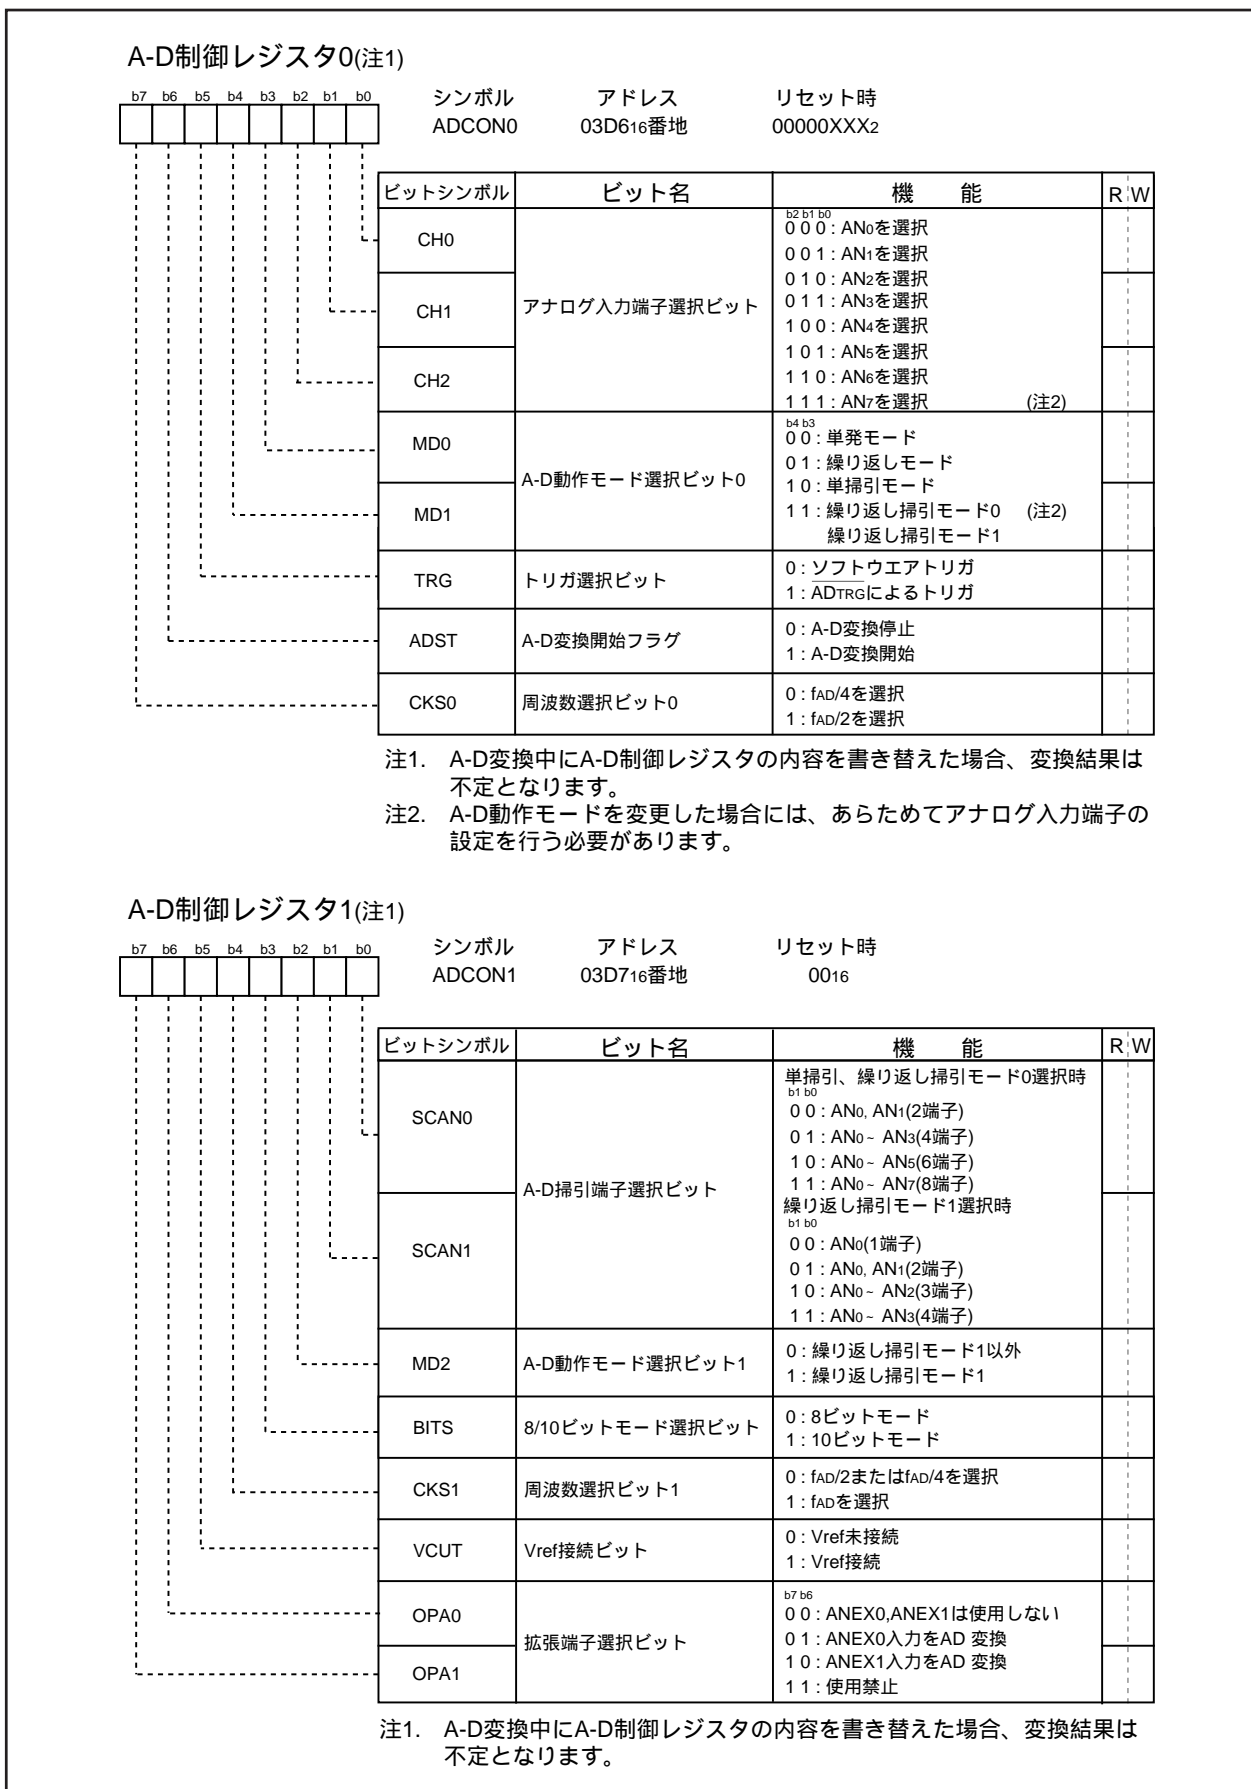 A-D制御レジスタ0(注1)
b7 b6 b5 b4 b3 b2 b1 b0
シンボル アドレス リセット時
ADCON0 03D616番地 00000XXX2
ビットシンボル ビット名 機 能 R W
CH0
CH1
CH2
アナログ入力端子選択ビット
b2 b1 b0
0 0 0 : AN0を選択
0 0 1 : AN1を選択
0 1 0 : AN2を選択
0 1 1 : AN3を選択
1 0 0 : AN4を選択
1 0 1 : AN5を選択
1 1 0 : AN6を選択
1 1 1 : AN7を選択 (注2)
MD0
MD1
A-D動作モード選択ビット0
b4 b3
0 0 : 単発モード
0 1 : 繰り返しモード
1 0 : 単掃引モード
1 1 : 繰り返し掃引モード0 (注2)
繰り返し掃引モード1
TRG トリガ選択ビット
0 : ソフトウエアトリガ
1 : ADTRGによるトリガ
ADST A-D変換開始フラグ
0 : A-D変換停止
1 : A-D変換開始
CKS0 周波数選択ビット0
0 : fAD/4を選択
1 : fAD/2を選択
注1. A-D変換中にA-D制御レジスタの内容を書き替えた場合、変換結果は
不定となります。
注2. A-D動作モードを変更した場合には、あらためてアナログ入力端子の
設定を行う必要があります。
A-D制御レジスタ1(注1)
b7 b6 b5 b4 b3 b2 b1 b0
シンボル アドレス リセット時
ADCON1 03D716番地 0016
ビットシンボル ビット名 機 能 R W
SCAN0
SCAN1
A-D掃引端子選択ビット
単掃引、繰り返し掃引モード0選択時
b1 b0
0 0 : AN0, AN1(2端子)
0 1 : AN0 ~ AN3(4端子)
1 0 : AN0 ~ AN5(6端子)
1 1 : AN0 ~ AN7(8端子)
繰り返し掃引モード1選択時
b1 b0
0 0 : AN0(1端子)
0 1 : AN0, AN1(2端子)
1 0 : AN0 ~ AN2(3端子)
1 1 : AN0 ~ AN3(4端子)
MD2 A-D動作モード選択ビット1
0 : 繰り返し掃引モード1以外
1 : 繰り返し掃引モード1
BITS 8/10ビットモード選択ビット
0 : 8ビットモード
1 : 10ビットモード
CKS1 周波数選択ビット1
0 : fAD/2またはfAD/4を選択
1 : fADを選択
VCUT Vref接続ビット
0 : Vref未接続
1 : Vref接続
OPA0
OPA1
拡張端子選択ビット
b7 b6
0 0 : ANEX0,ANEX1は使用しない
0 1 : ANEX0入力をAD 変換
1 0 : ANEX1入力をAD 変換
1 1 : 使用禁止
注1. A-D変換中にA-D制御レジスタの内容を書き替えた場合、変換結果は
不定となります。